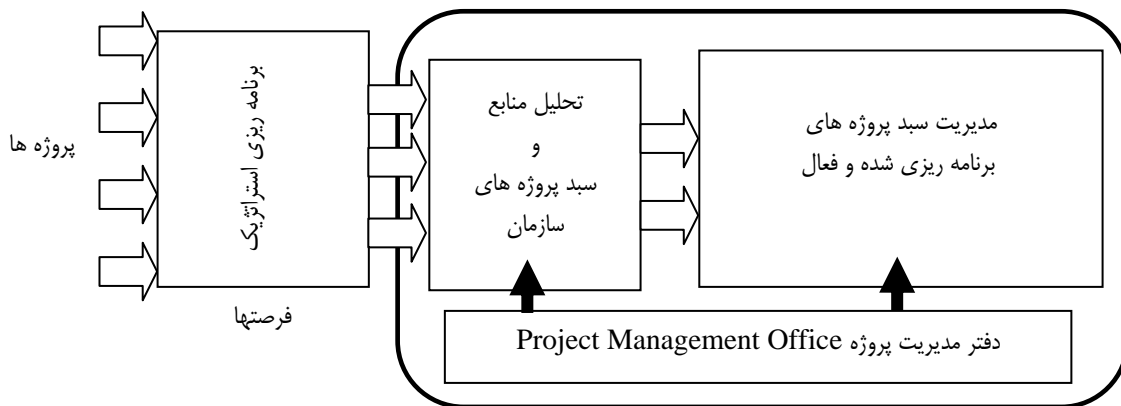 پروژه ها
برنامه ریزی استراتژیک
فرصتها
تحلیل منابع
و
سبد پروژه های
سازمان
مدیریت سبد پروژه های
برنامه ریزی شده و فعال
دفتر مدیریت پروژه Project Management Office